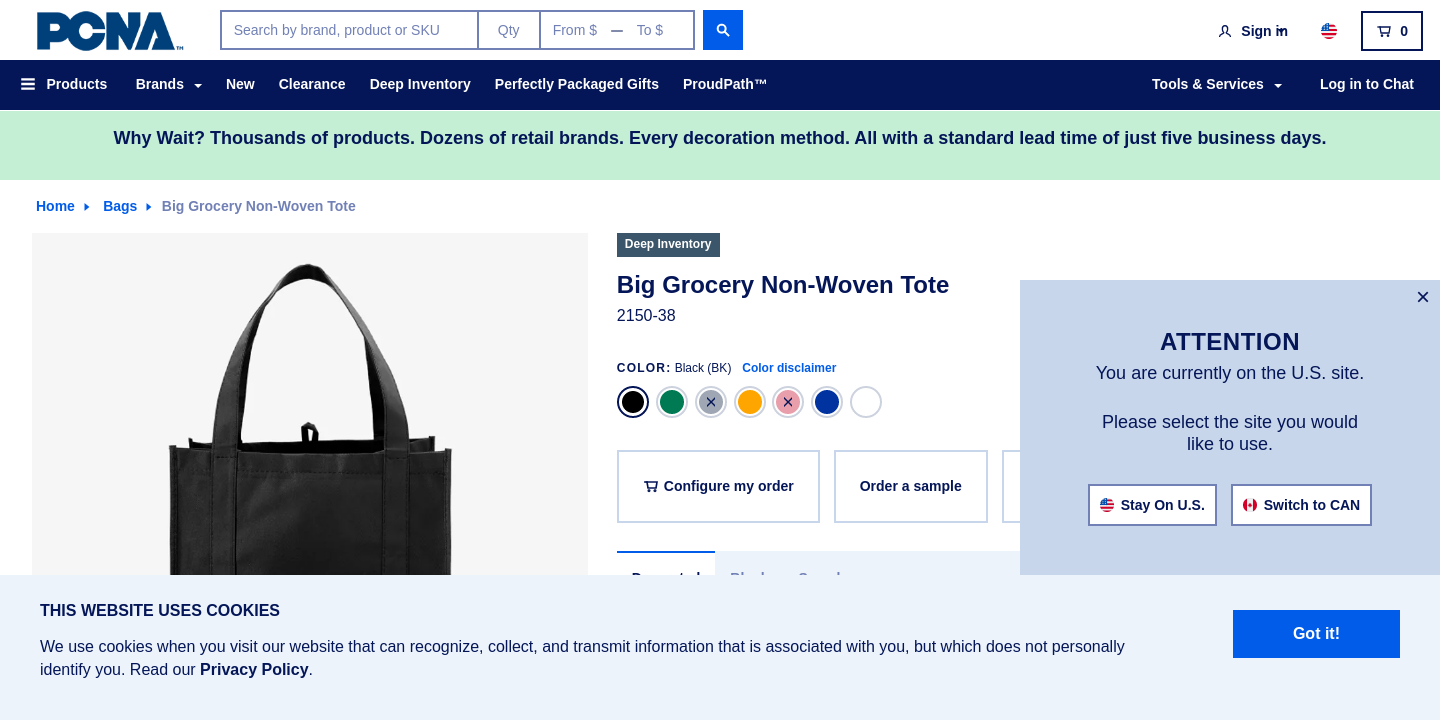 PCNA™
Search by brand, product or SKU
Qty
From $ — To $
Sign in
0
Products
Brands
New
Clearance
Deep Inventory
Perfectly Packaged Gifts
ProudPath™
Tools & Services
Log in to Chat
Why Wait? Thousands of products. Dozens of retail brands. Every decoration method. All with a standard lead time of just five business days.
Home
Bags
Big Grocery Non-Woven Tote
Deep Inventory
Big Grocery Non-Woven Tote
2150-38
COLOR: Black (BK) Color disclaimer
Configure my order
Order a sample
×
ATTENTION
You are currently on the U.S. site.
Please select the site you would
like to use.
Stay On U.S.
Switch to CAN
THIS WEBSITE USES COOKIES
We use cookies when you visit our website that can recognize, collect, and transmit information that is associated with you, but which does not personally
identify you. Read our Privacy Policy.
Got it!